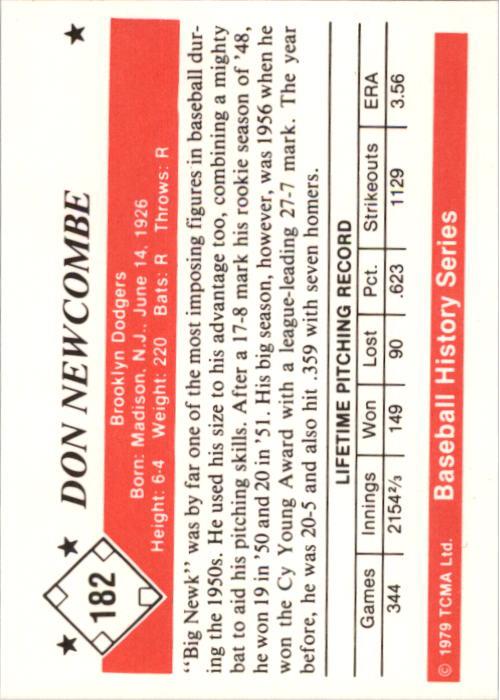 182
DON NEWCOMBE
Brooklyn Dodgers
Born: Madison, N.J., June 14, 1926
Height: 6-4 Weight: 220 Bats: R Throws: R
“Big Newk” was by far one of the most imposing figures in baseball dur-
ing the 1950s. He used his size to his advantage too, combining a mighty
bat to aid his pitching skills. After a 17-8 mark his rookie season of ’48,
he won 19 in ’50 and 20 in ’51. His big season, however, was 1956 when he
won the Cy Young Award with a league-leading 27-7 mark. The year
before, he was 20-5 and also hit .359 with seven homers.
LIFETIME PITCHING RECORD
Games Innings Won Lost Pct. Strikeouts ERA
344 2154⅔ 149 90 .623 1129 3.56
© 1979 TCMA Ltd. Baseball History Series